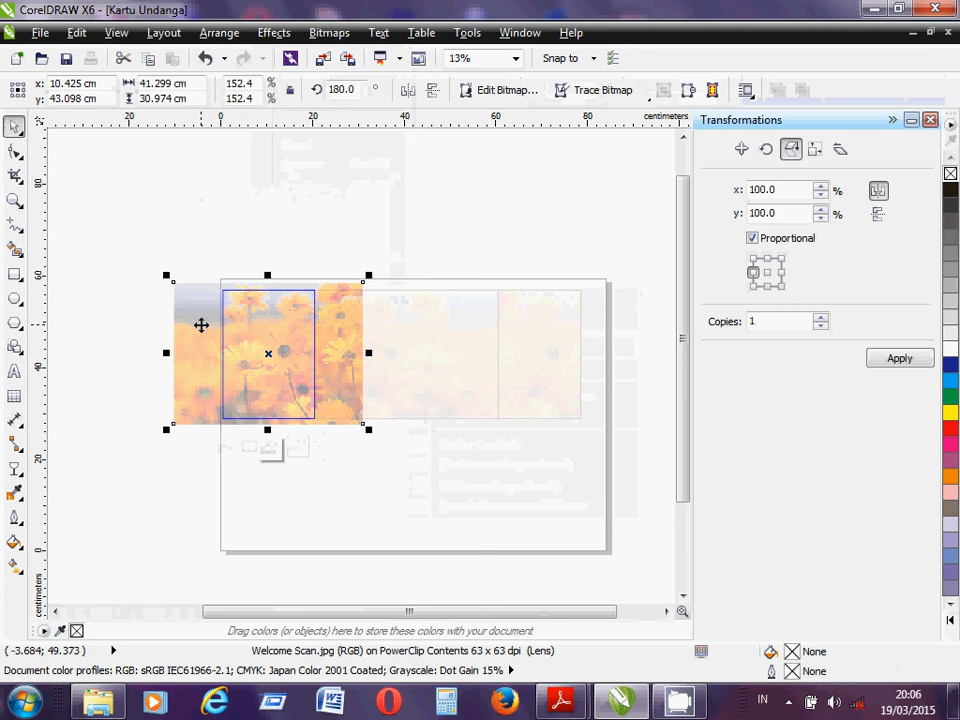 CorelDRAW X6 - [Kartu Undanga]
File Edit View Layout Arrange Effects Bitmaps Text Table Tools Window Help
13% Snap to
x: 10.425 cm 41.299 cm 152.4 % 180.0 ° Edit Bitmap... Trace Bitmap
y: 43.098 cm 30.974 cm 152.4 %
20 0 20 40 60 80 centimeters
Transformations
x: 100.0 %
y: 100.0 %
Proportional
Copies: 1
Apply
80
60
40
20
0
centimeters
Drag colors (or objects) here to store these colors with your document
( -3.684; 49.373 ) Welcome Scan.jpg (RGB) on PowerClip Contents 63 x 63 dpi (Lens) None
Document color profiles: RGB: sRGB IEC61966-2.1; CMYK: Japan Color 2001 Coated; Grayscale: Dot Gain 15% None
IN 20:06
19/03/2015